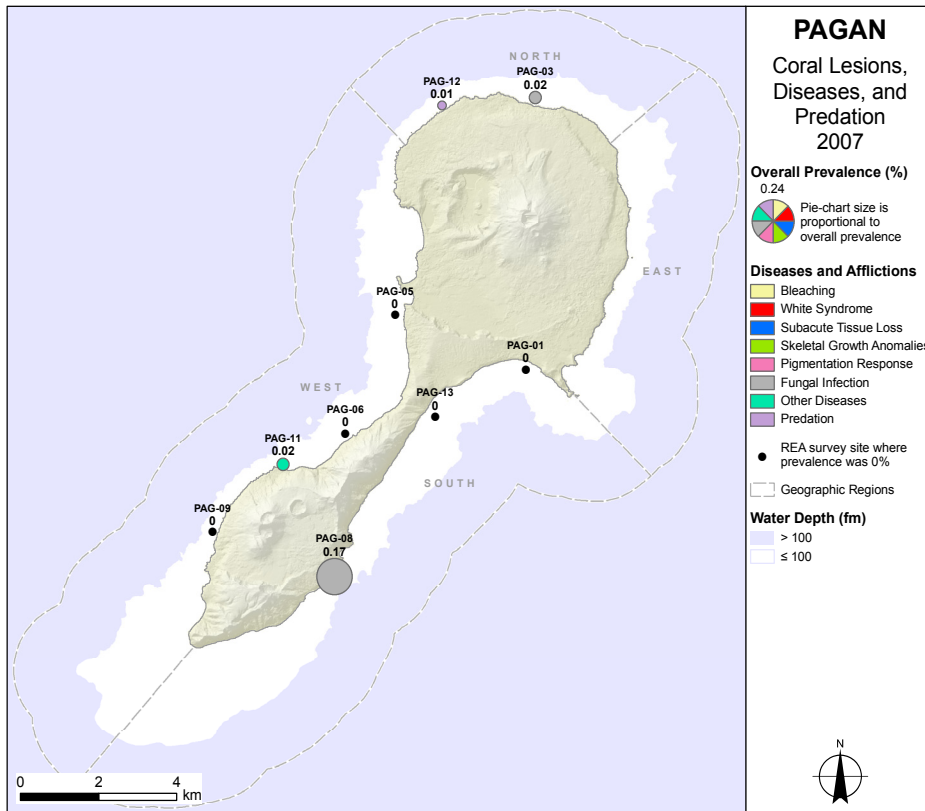 PAGAN
Coral Lesions,
Diseases, and
Predation
2007
Overall Prevalence (%)
0.24
Pie-chart size is
proportional to
overall prevalence
Diseases and Afflictions
Bleaching
White Syndrome
Subacute Tissue Loss
Skeletal Growth Anomalies
Pigmentation Response
Fungal Infection
Other Diseases
Predation
REA survey site where
prevalence was 0%
Geographic Regions
Water Depth (fm)
> 100
≤ 100
N
NORTH
PAG-12
0.01
PAG-03
0.02
EAST
PAG-05
0
PAG-01
0
WEST
PAG-13
0
PAG-06
0
PAG-11
0.02
SOUTH
PAG-09
0
PAG-08
0.17
0 2 4
km